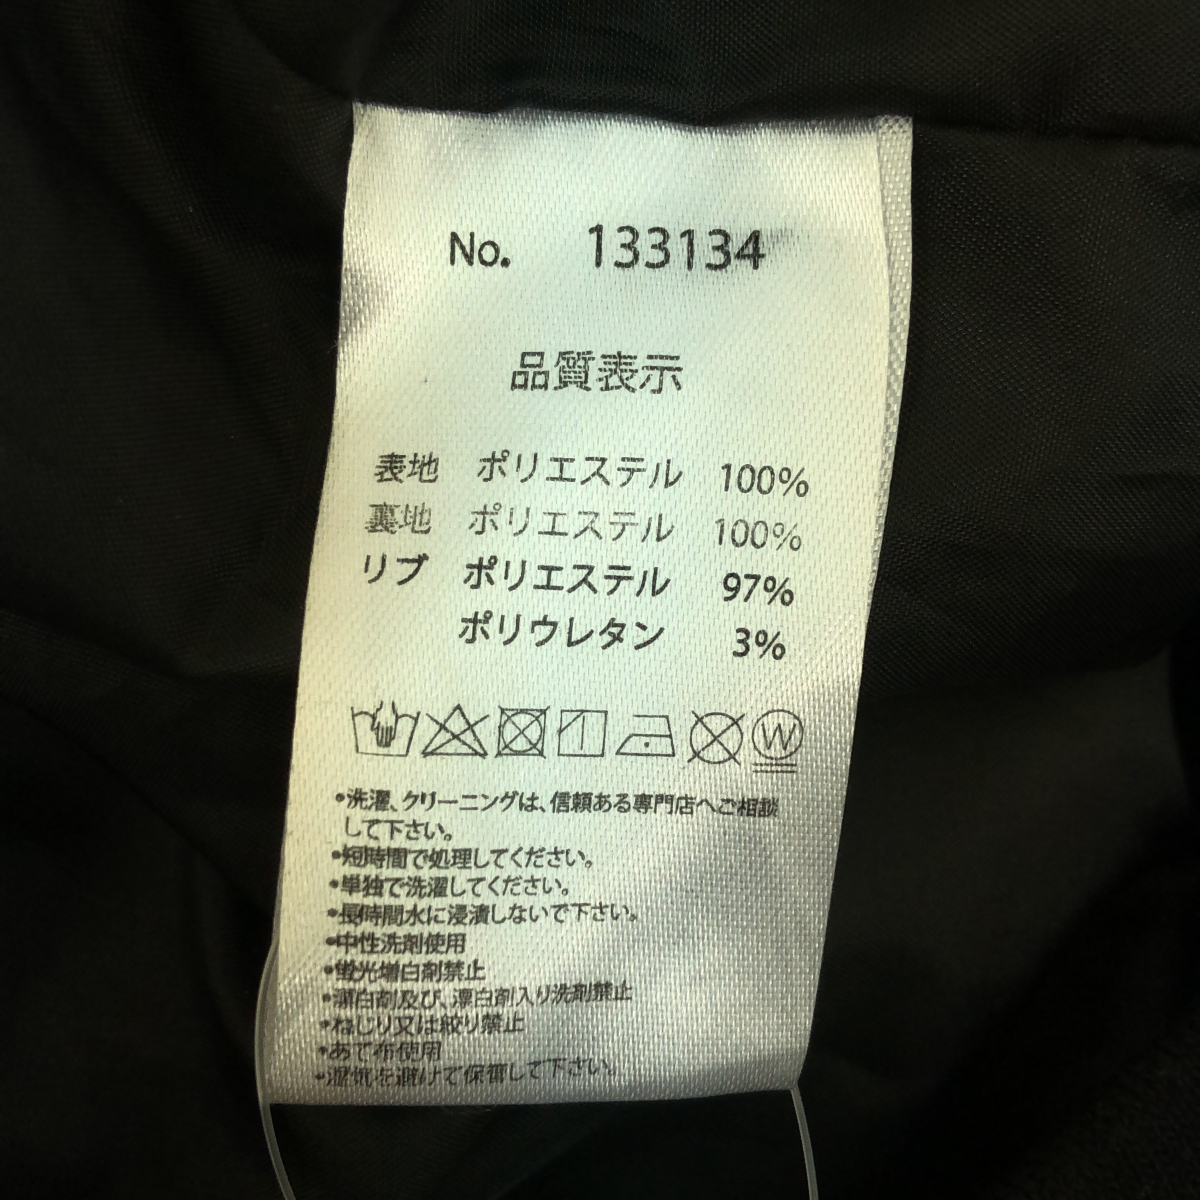 No. 133134
品質表示
表地 ポリエステル 100%
裏地 ポリエステル 100%
リブ ポリエステル 97%
ポリウレタン 3%
W
•洗濯、クリーニングは、信頼ある専門店へご相談
して下さい。
•短時間で処理してください。
•単独で洗濯してください。
•長時間水に浸漬しないで下さい。
•中性洗剤使用
•蛍光増白剤禁止
•漂白剤及び、漂白剤入り洗剤禁止
•ねじり又は絞り禁止
•あて布使用
•湿気を避けて保管して下さい。